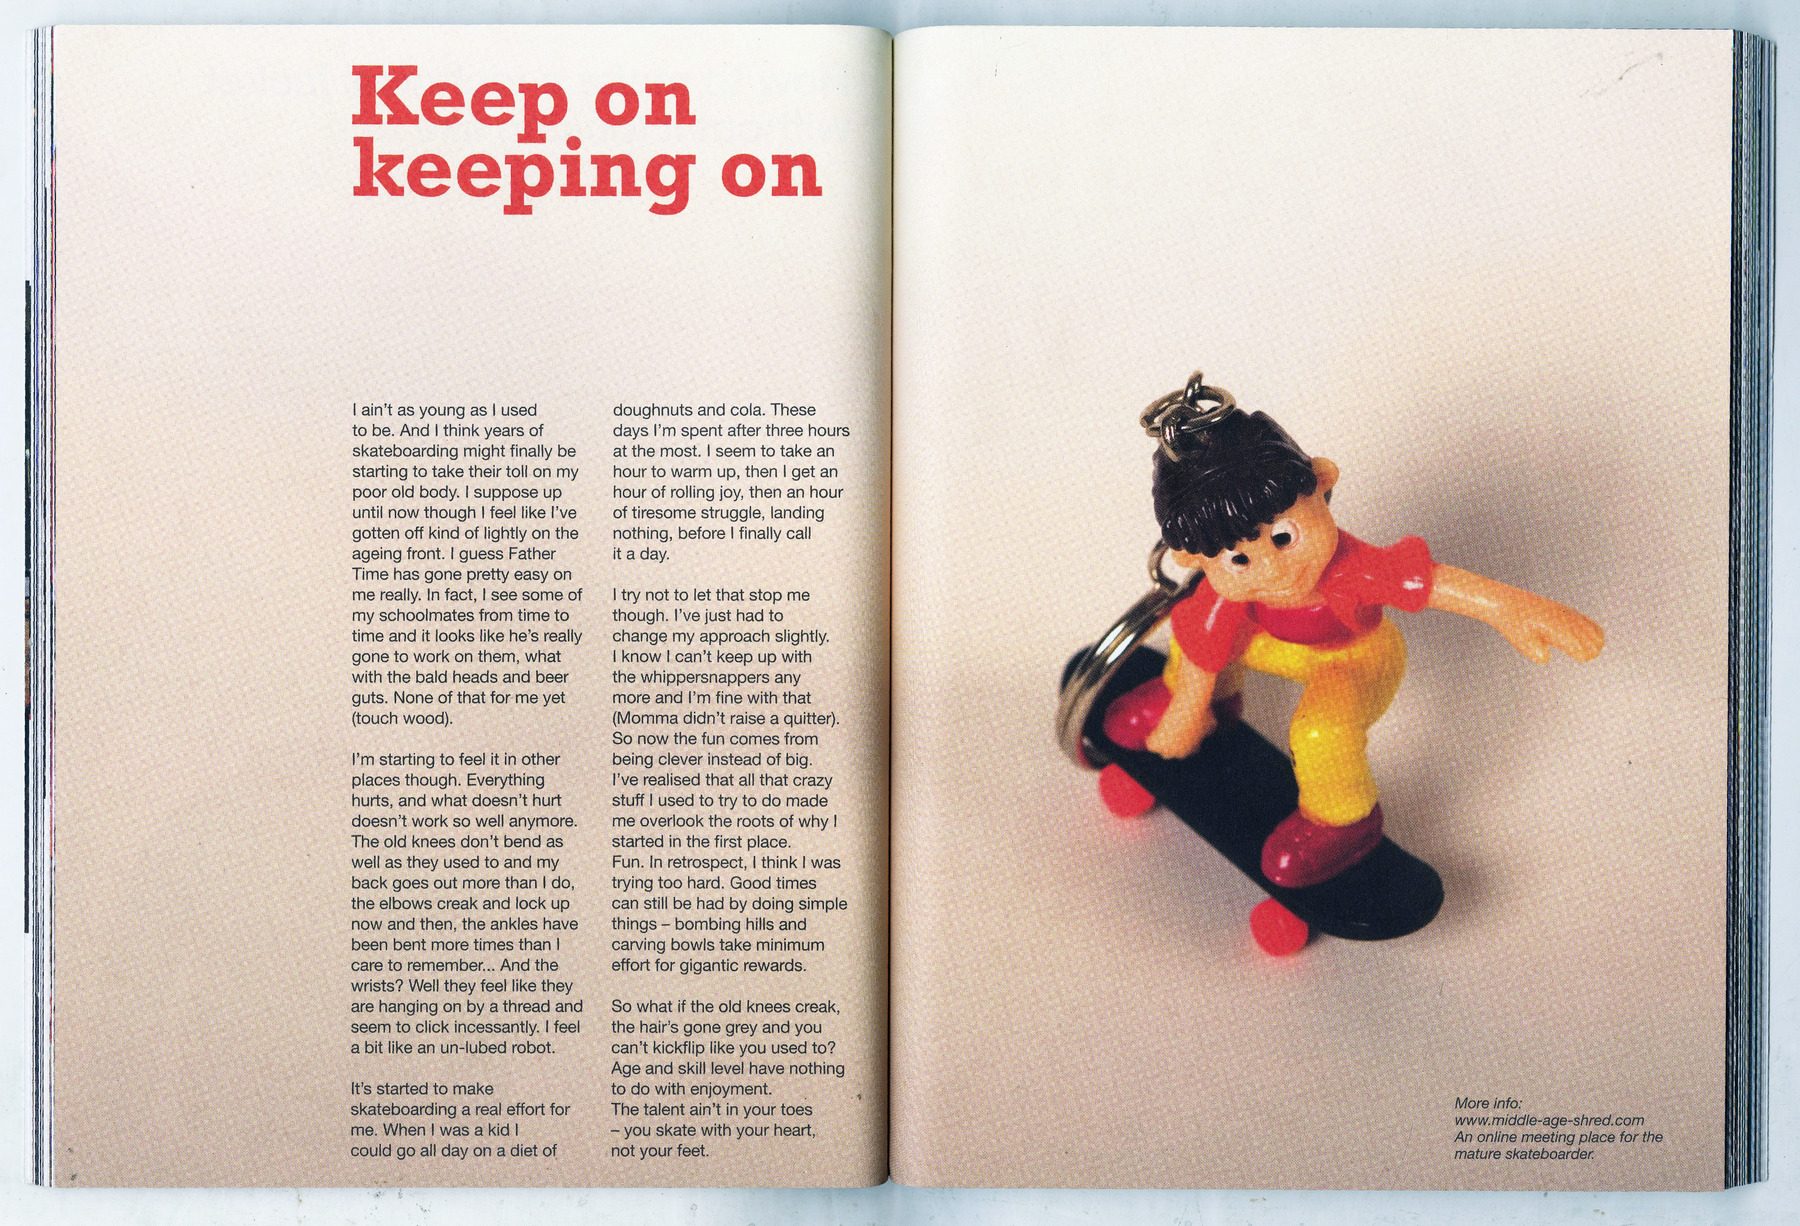 Keep on
keeping on
I ain't as young as I used
to be. And I think years of
skateboarding might finally be
starting to take their toll on my
poor old body. I suppose up
until now though I feel like I've
gotten off kind of lightly on the
ageing front. I guess Father
Time has gone pretty easy on
me really. In fact, I see some of
my schoolmates from time to
time and it looks like he's really
gone to work on them, what
with the bald heads and beer
guts. None of that for me yet
(touch wood).
I'm starting to feel it in other
places though. Everything
hurts, and what doesn't hurt
doesn't work so well anymore.
The old knees don't bend as
well as they used to and my
back goes out more than I do,
the elbows creak and lock up
now and then, the ankles have
been bent more times than I
care to remember... And the
wrists? Well they feel like they
are hanging on by a thread and
seem to click incessantly. I feel
a bit like an un-lubed robot.
It's started to make
skateboarding a real effort for
me. When I was a kid I
could go all day on a diet of
doughnuts and cola. These
days I'm spent after three hours
at the most. I seem to take an
hour to warm up, then I get an
hour of rolling joy, then an hour
of tiresome struggle, landing
nothing, before I finally call
it a day.
I try not to let that stop me
though. I've just had to
change my approach slightly.
I know I can't keep up with
the whippersnappers any
more and I'm fine with that
(Momma didn't raise a quitter).
So now the fun comes from
being clever instead of big.
I've realised that all that crazy
stuff I used to try to do made
me overlook the roots of why I
started in the first place.
Fun. In retrospect, I think I was
trying too hard. Good times
can still be had by doing simple
things – bombing hills and
carving bowls take minimum
effort for gigantic rewards.
So what if the old knees creak,
the hair's gone grey and you
can't kickflip like you used to?
Age and skill level have nothing
to do with enjoyment.
The talent ain't in your toes
– you skate with your heart,
not your feet.
More info:
www.middle-age-shred.com
An online meeting place for the
mature skateboarder.